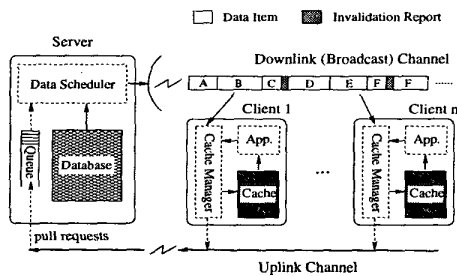 Data Item
Invalidation Report
Server
Downlink (Broadcast) Channel
Data Scheduler
A B C D E F F
Client 1
Client n
Queue
Database
Cache Manager
App.
Cache
...
Cache Manager
App.
Cache
pull requests
Uplink Channel